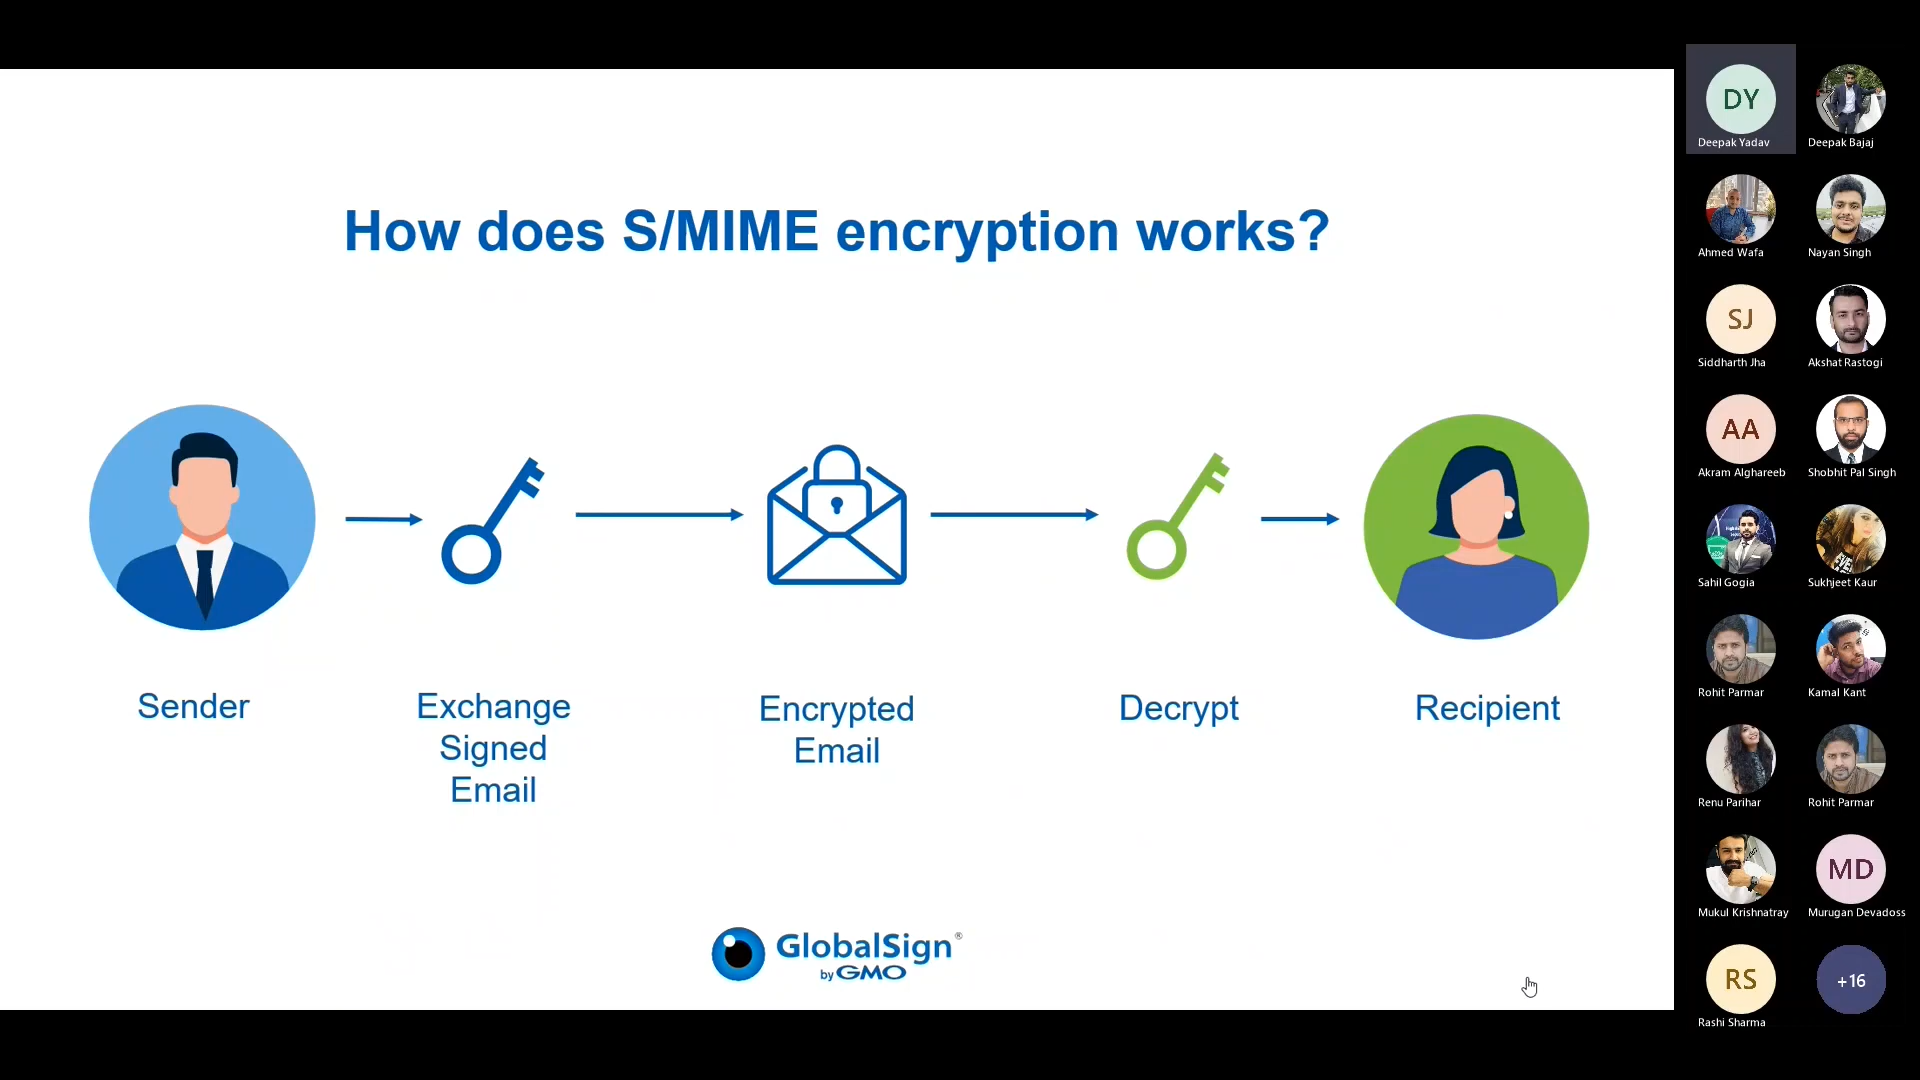 How does S/MIME encryption works?
Sender
Exchange
Signed
Email
Encrypted
Email
Decrypt
Recipient
GlobalSign®
by GMO
DY
Deepak Yadav
Deepak Bajaj
Ahmed Wafa
Nayan Singh
SJ
Siddharth Jha
Akshat Rastogi
AA
Akram Alghareeb
Shobhit Pal Singh
Sahil Gogia
Sukhjeet Kaur
Rohit Parmar
Kamal Kant
Renu Parihar
Rohit Parmar
Mukul Krishnatray
MD
Murugan Devadoss
RS
Rashi Sharma
+16